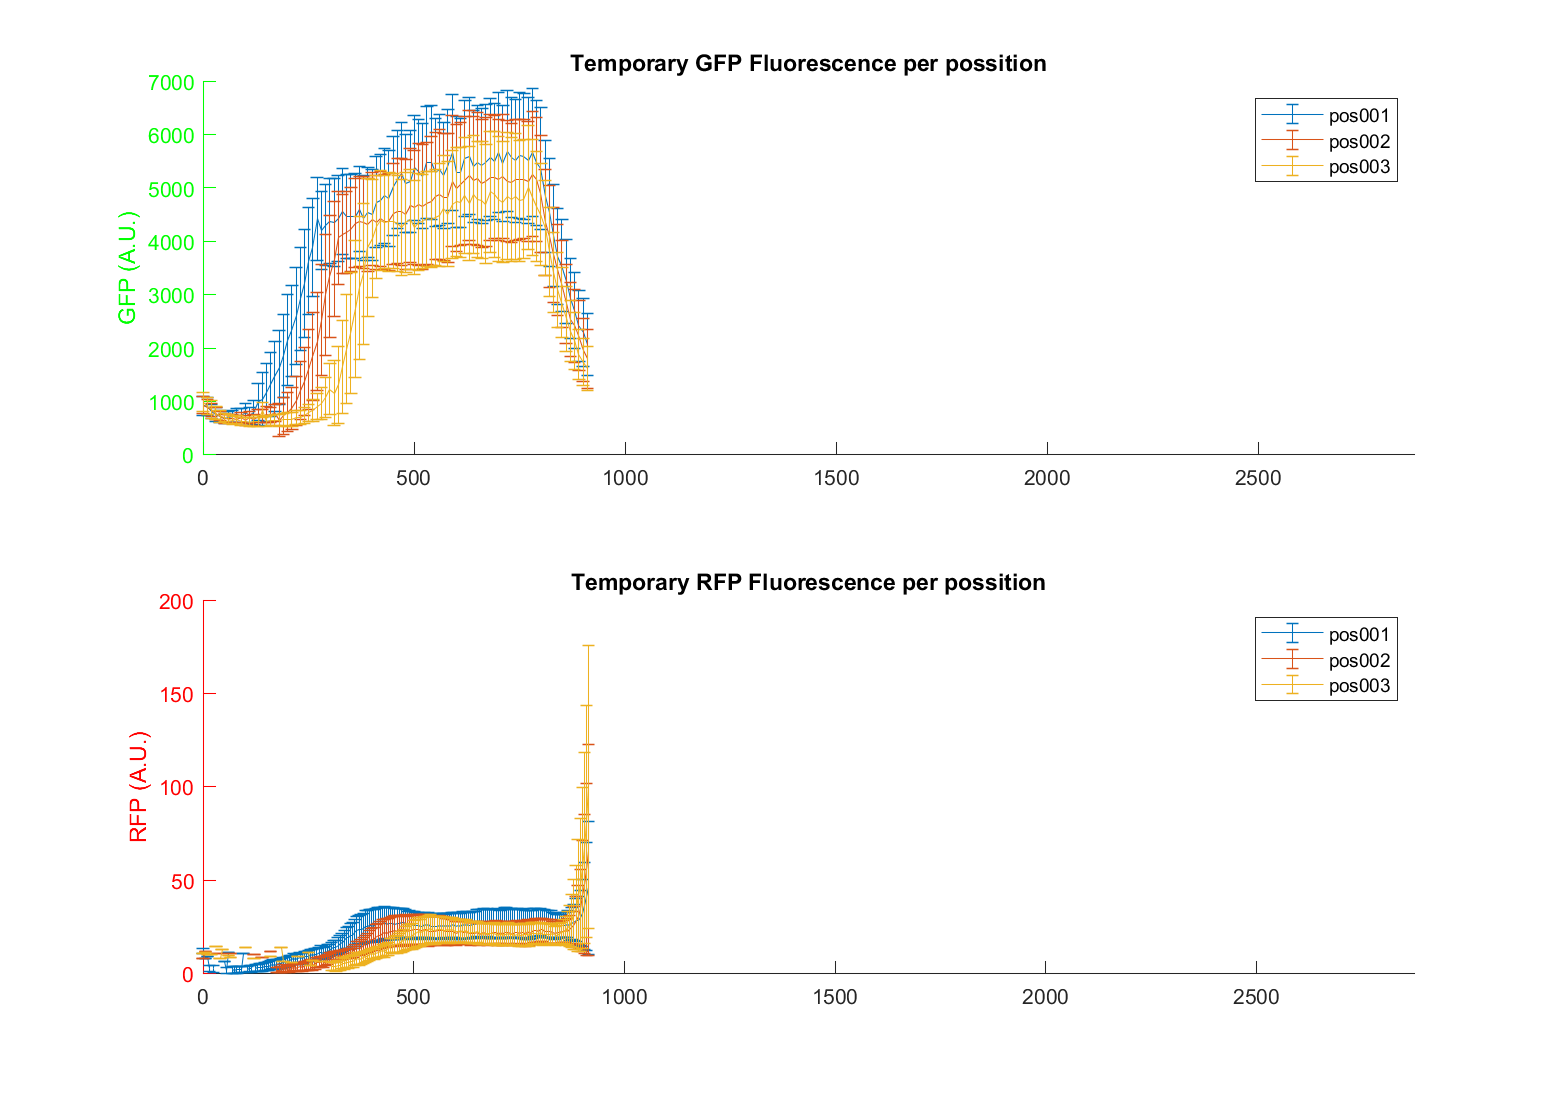 Temporary GFP Fluorescence per possition
7000
6000
5000
4000
3000
2000
1000
0
GFP (A.U.)
0 500 1000 1500 2000 2500
pos001
pos002
pos003
Temporary RFP Fluorescence per possition
200
150
100
50
0
RFP (A.U.)
0 500 1000 1500 2000 2500
pos001
pos002
pos003